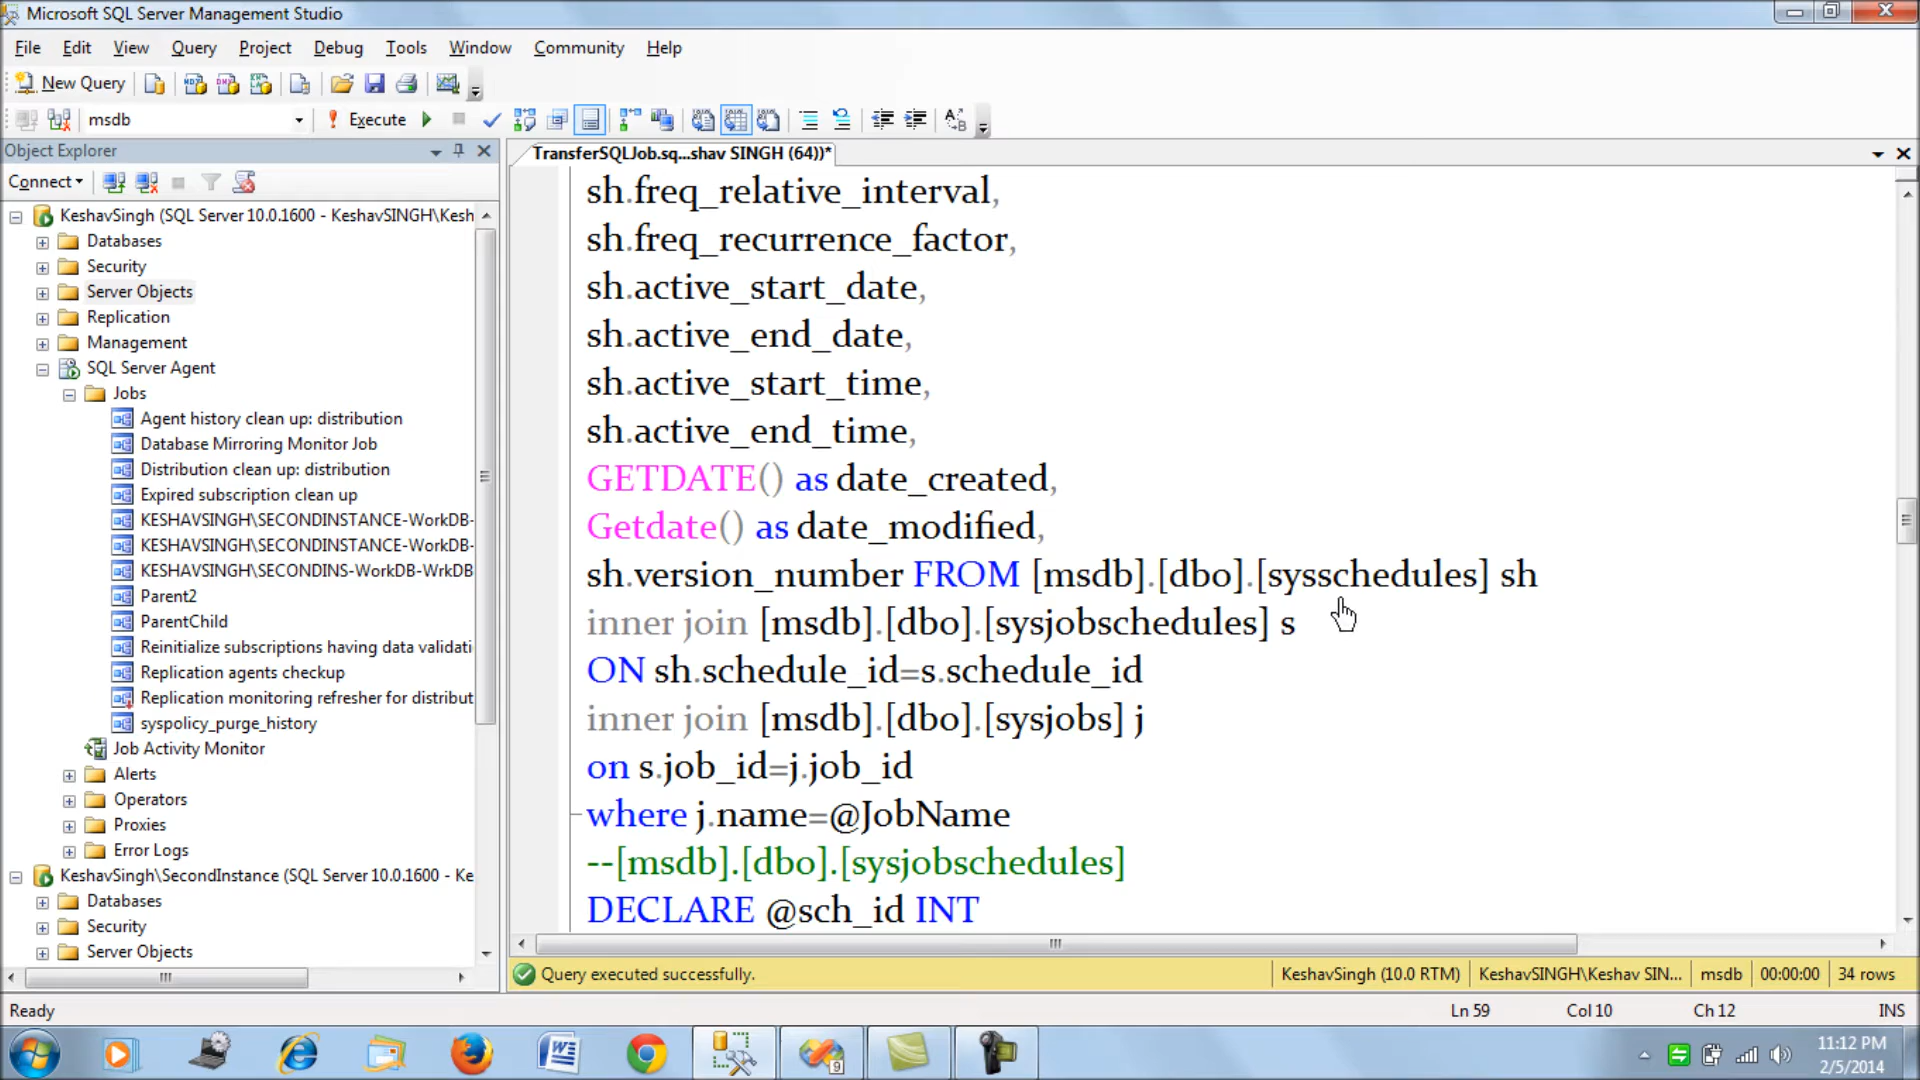 Microsoft SQL Server Management Studio
File Edit View Query Project Debug Tools Window Community Help
New Query
msdb Execute
Object Explorer
TransferSQLJob.sq...shav SINGH (64))*
Connect
KeshavSingh (SQL Server 10.0.1600 - KeshavSINGH\Kesh
Databases
Security
Server Objects
Replication
Management
SQL Server Agent
Jobs
Agent history clean up: distribution
Database Mirroring Monitor Job
Distribution clean up: distribution
Expired subscription clean up
KESHAVSINGH\SECONDINSTANCE-WorkDB-
KESHAVSINGH\SECONDINSTANCE-WorkDB-
KESHAVSINGH\SECONDINS-WorkDB-WrkDB
Parent2
ParentChild
Reinitialize subscriptions having data validati
Replication agents checkup
Replication monitoring refresher for distribut
syspolicy_purge_history
Job Activity Monitor
Alerts
Operators
Proxies
Error Logs
KeshavSingh\SecondInstance (SQL Server 10.0.1600 - Ke
Databases
Security
Server Objects
sh.freq_relative_interval,
sh.freq_recurrence_factor,
sh.active_start_date,
sh.active_end_date,
sh.active_start_time,
sh.active_end_time,
GETDATE() as date_created,
Getdate() as date_modified,
sh.version_number FROM [msdb].[dbo].[sysschedules] sh
inner join [msdb].[dbo].[sysjobschedules] s
ON sh.schedule_id=s.schedule_id
inner join [msdb].[dbo].[sysjobs] j
on s.job_id=j.job_id
where j.name=@JobName
--[msdb].[dbo].[sysjobschedules]
DECLARE @sch_id INT
Query executed successfully.
KeshavSingh (10.0 RTM) KeshavSINGH\Keshav SIN... msdb 00:00:00 34 rows
Ready Ln 59 Col 10 Ch 12 INS
9
11:12 PM
2/5/2014